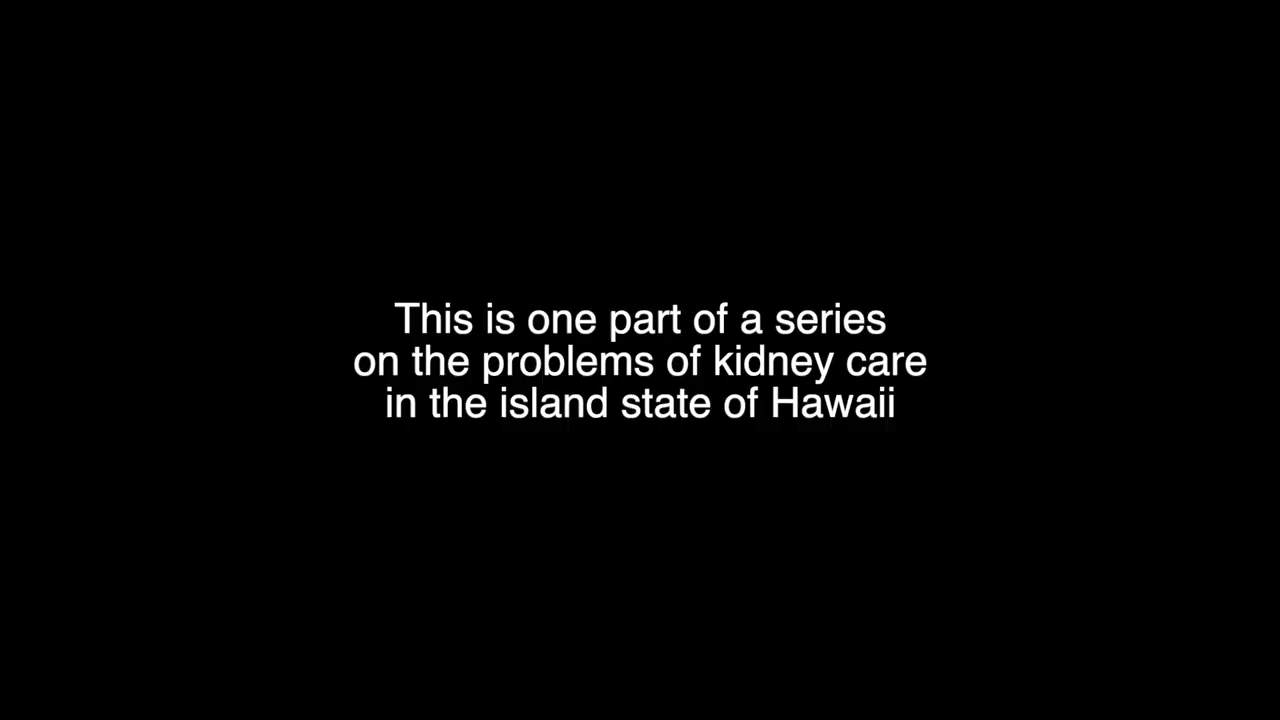 This is one part of a series
on the problems of kidney care
in the island state of Hawaii